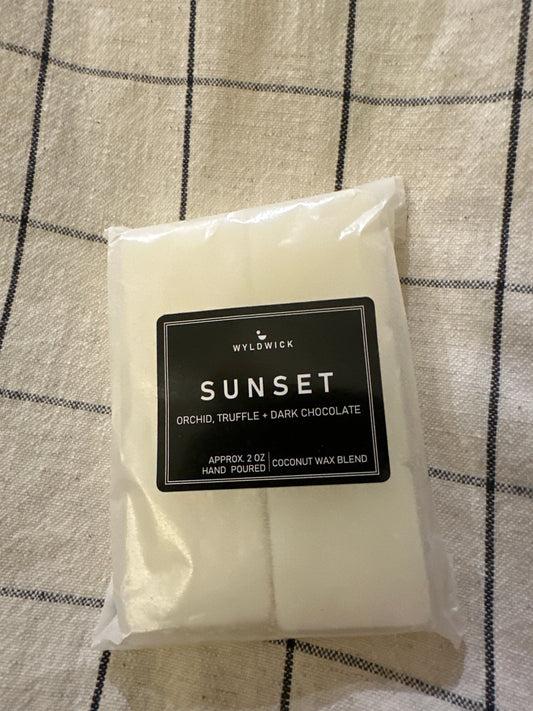 WYLDWICK
SUNSET
ORCHID, TRUFFLE + DARK CHOCOLATE
APPROX. 2 OZ
HAND POURED
COCONUT WAX BLEND